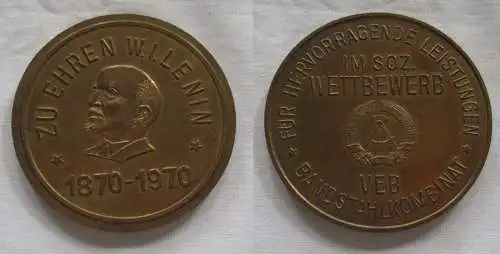 ZU EHREN W.I.LENIN
1870-1970
FÜR HERVORRAGENDE LEISTUNGEN
IM SOZ.
WETTBEWERB
VEB
BANDSTAHLKOMBINAT